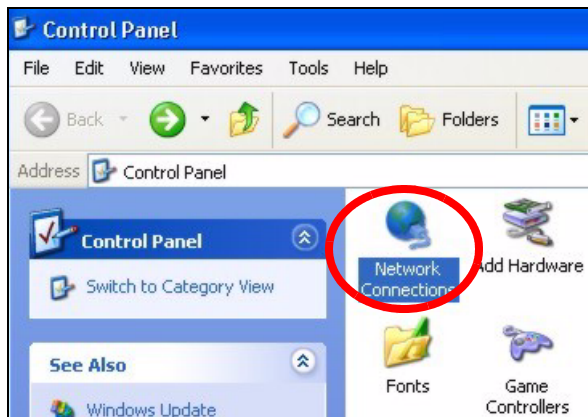 Control Panel
File Edit View Favorites Tools Help
Back Search Folders
Address Control Panel
Control Panel
Switch to Category View
See Also
Windows Update
Network
Connections
Add Hardware
Fonts
Game
Controllers